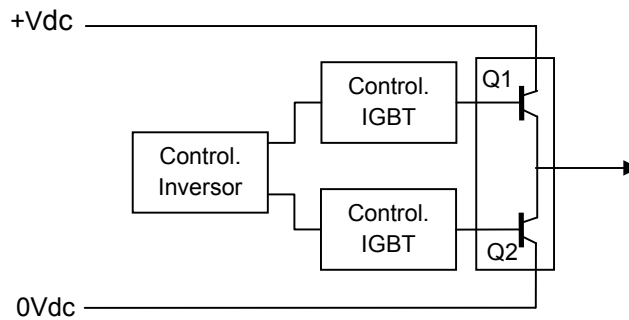 +Vdc
Q1
Control.
IGBT
Control.
Inversor
Control.
IGBT
Q2
0Vdc